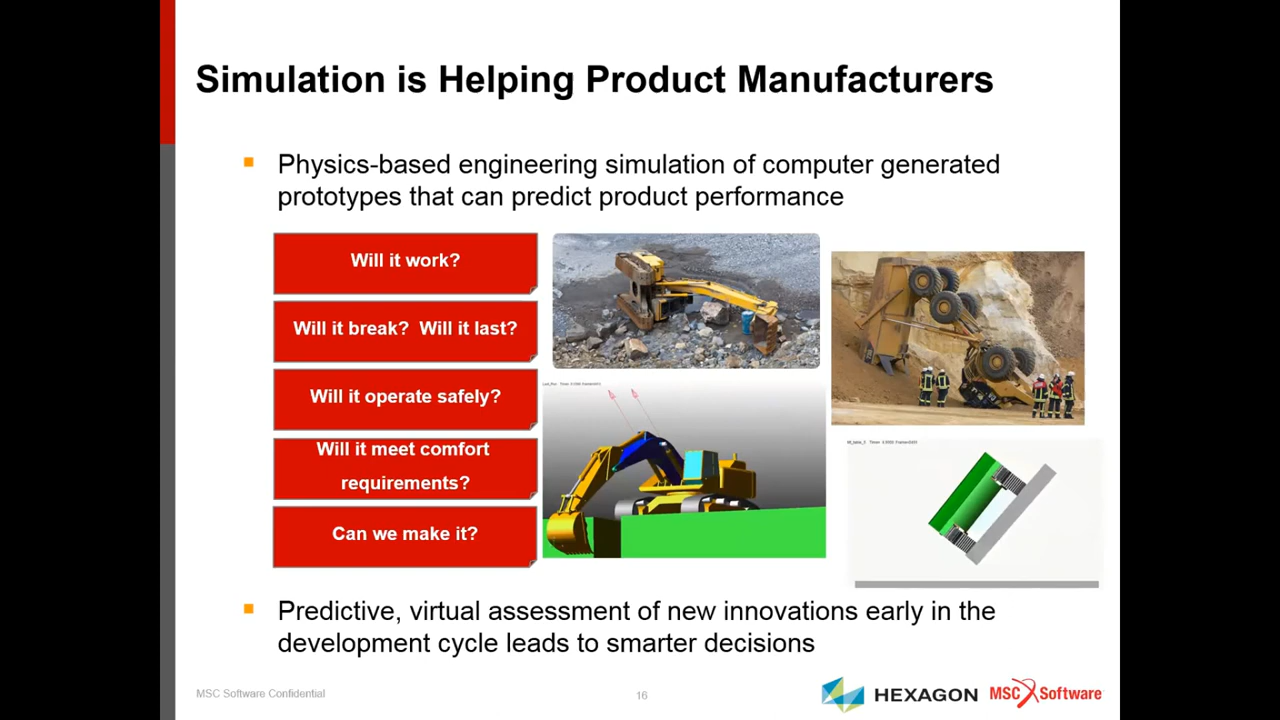 Simulation is Helping Product Manufacturers
Physics-based engineering simulation of computer generated
prototypes that can predict product performance
Will it work?
Will it break? Will it last?
Will it operate safely?
Will it meet comfort
requirements?
Can we make it?
Predictive, virtual assessment of new innovations early in the
development cycle leads to smarter decisions
MSC Software Confidential
16
HEXAGON
MSC Software